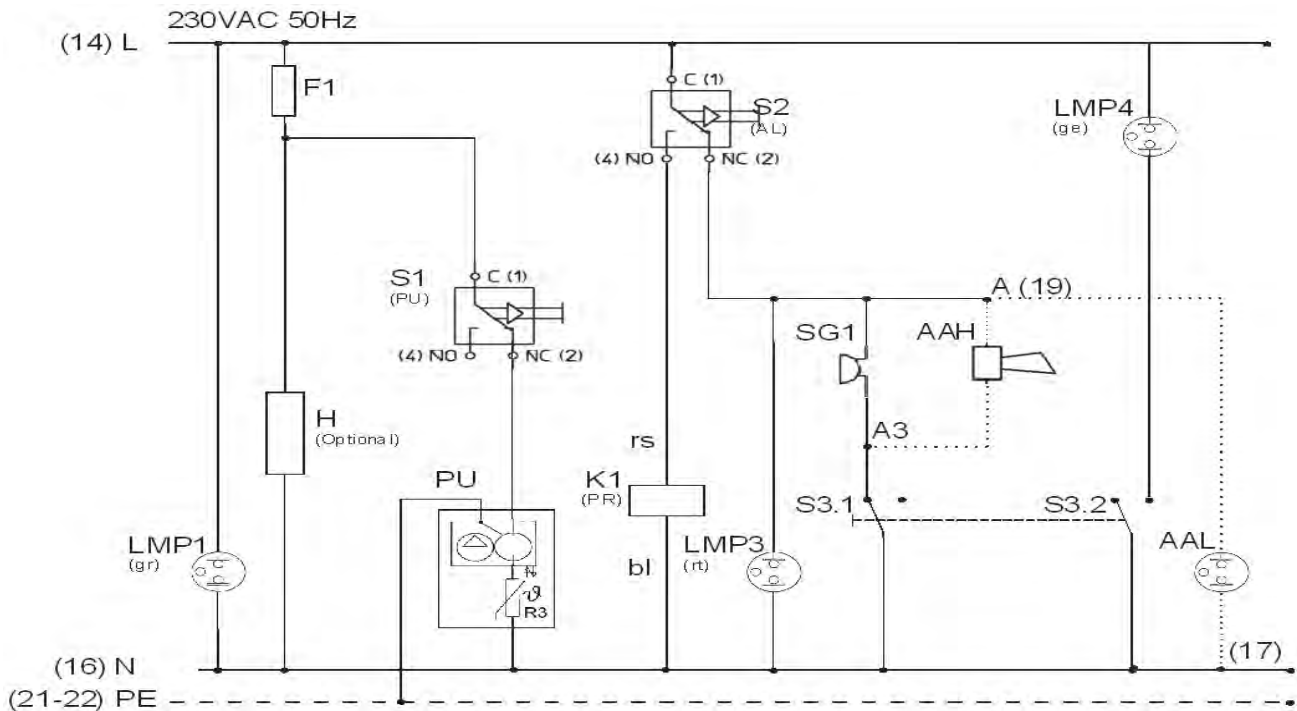 230VAC 50Hz
(14) L
F1
C (1)
S2
(AL)
(4) NO
NC (2)
LMP4
(ge)
S1
(PU)
C (1)
(4) NO
NC (2)
A (19)
SG1
AAH
H
(Optional)
rs
A3
PU
K1
(PR)
S3.1
S3.2
LMP1
(gr)
bl
LMP3
(rt)
AAL
N
ϑ
R3
(16) N
(17)
(21-22) PE